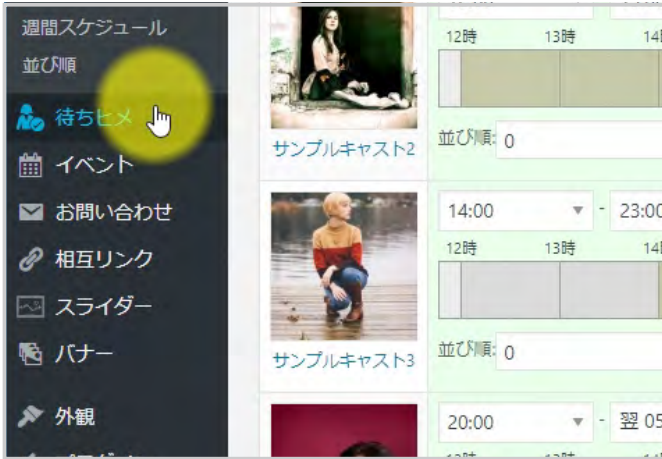 週間スケジュール
並び順
待ちヒメ
イベント
お問い合わせ
相互リンク
スライダー
バナー
外観
12時 13時
サンプルキャスト2
並び順: 0
14:00 - 23:00
12時 13時
サンプルキャスト3
並び順: 0
20:00 - 翌 05